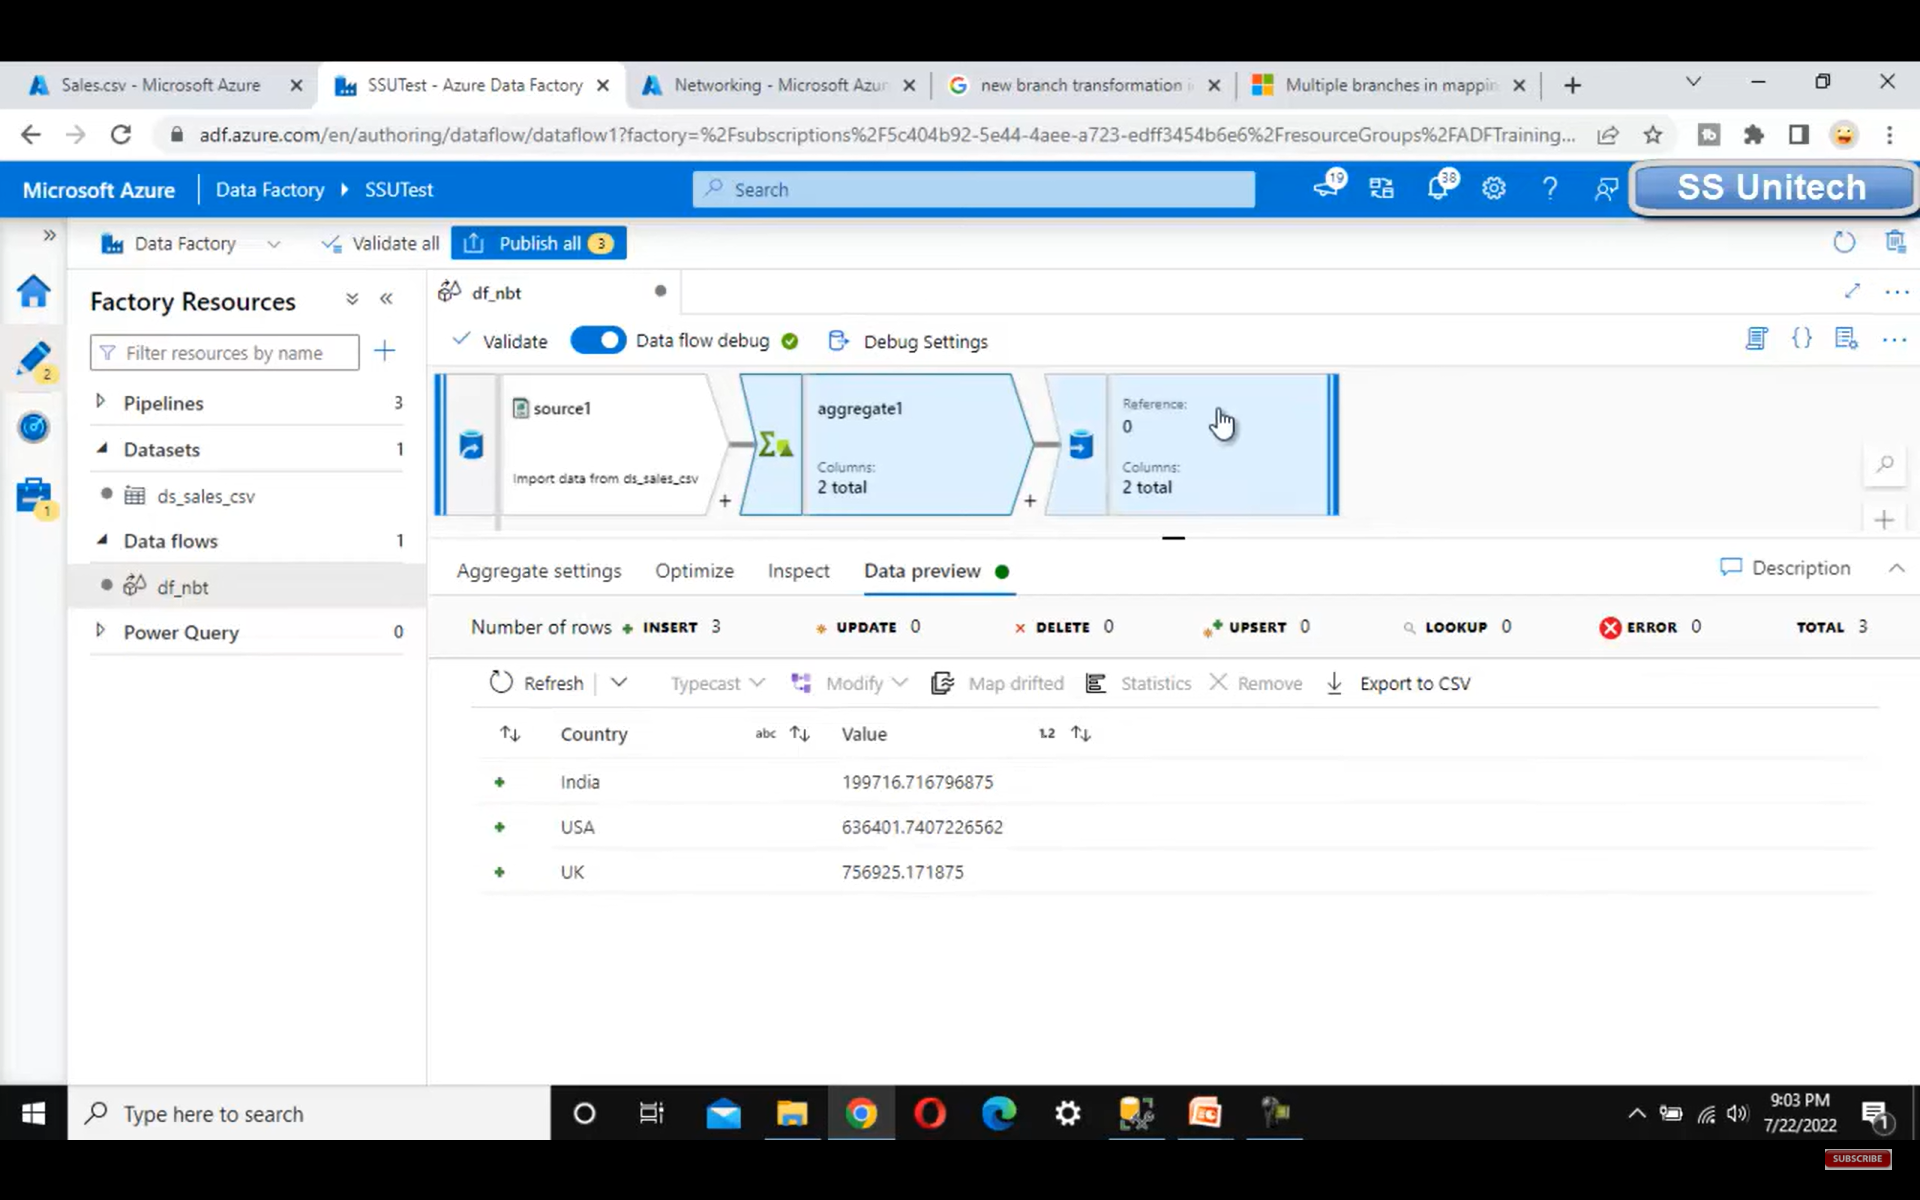 Sales.csv - Microsoft Azure
SSUTest - Azure Data Factory
Networking - Microsoft Azur
new branch transformation i
Multiple branches in mappin
adf.azure.com/en/authoring/dataflow/dataflow1?factory=%2Fsubscriptions%2F5c404b92-5e44-4aee-a723-edff3454b6e6%2FresourceGroups%2FADFTraining...
Microsoft Azure
Data Factory
SSUTest
Search
19
38
SS Unitech
Data Factory
Validate all
Publish all 3
Factory Resources
df_nbt
Filter resources by name
Validate
Data flow debug
Debug Settings
2
Pipelines 3
Datasets 1
ds_sales_csv
1
Data flows 1
df_nbt
Power Query 0
source1
Import data from ds_sales_csv
+
aggregate1
Columns:
2 total
+
Reference:
0
Columns:
2 total
Aggregate settings
Optimize
Inspect
Data preview
Description
Number of rows
INSERT 3
UPDATE 0
DELETE 0
UPSERT 0
LOOKUP 0
ERROR 0
TOTAL 3
Refresh
Typecast
Modify
Map drifted
Statistics
Remove
Export to CSV
Country abc Value 1.2
India 199716.716796875
USA 636401.7407226562
UK 756925.171875
Type here to search
9:03 PM
7/22/2022
1
SUBSCRIBE